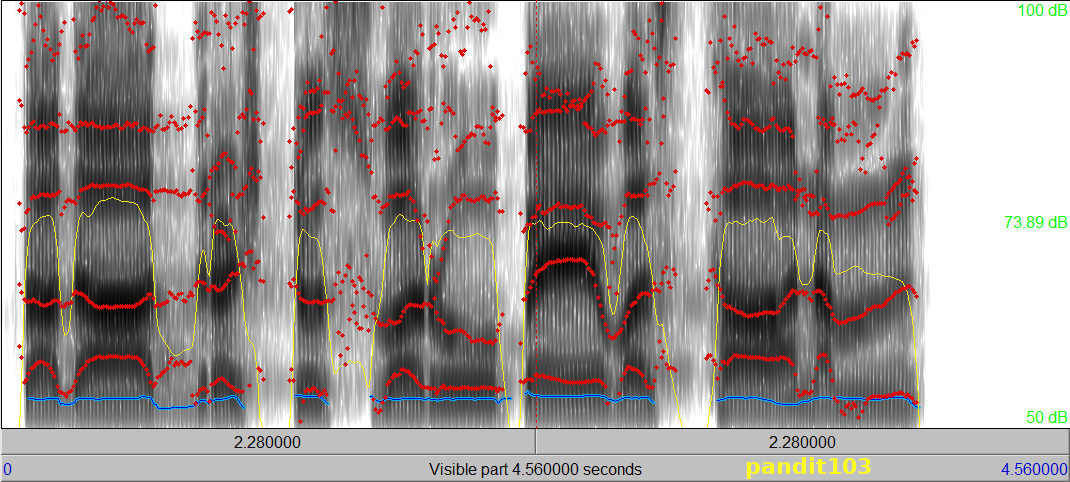 100 dB
73.89 dB
50 dB
2.280000 2.280000
0 Visible part 4.560000 seconds pandit103 4.560000